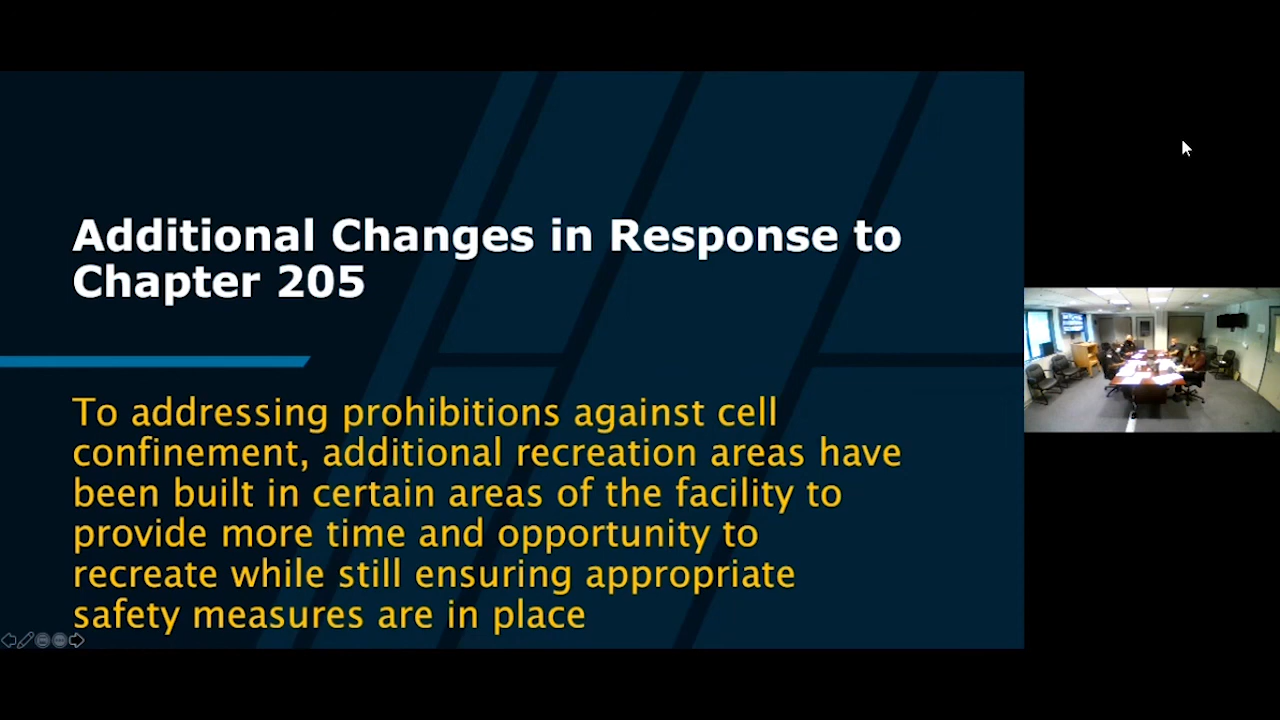 Additional Changes in Response to
Chapter 205
To addressing prohibitions against cell
confinement, additional recreation areas have
been built in certain areas of the facility to
provide more time and opportunity to
recreate while still ensuring appropriate
safety measures are in place